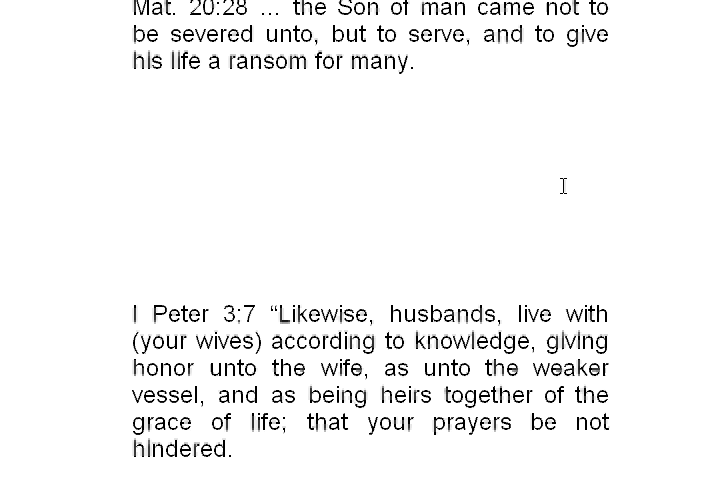 Mat. 20:28 ... the Son of man came not to
be severed unto, but to serve, and to give
his life a ransom for many.
I Peter 3:7 “Likewise, husbands, live with
(your wives) according to knowledge, giving
honor unto the wife, as unto the weaker
vessel, and as being heirs together of the
grace of life; that your prayers be not
hindered.